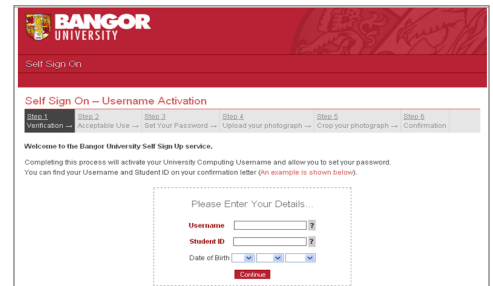 BANGOR
UNIVERSITY
Self Sign On
Self Sign On – Username Activation
Step 1 Step 2 Step 3 Step 4 Step 5 Step 6
Verification → Acceptable Use → Set Your Password → Upload your photograph → Crop your photograph → Confirmation
Welcome to the Bangor University Self Sign Up service.
Completing this process will activate your University Computing Username and allow you to set your password.
You can find your Username and Student ID on your confirmation letter (An example is shown below).
Please Enter Your Details...
Username ?
Student ID ?
Date of Birth
Continue